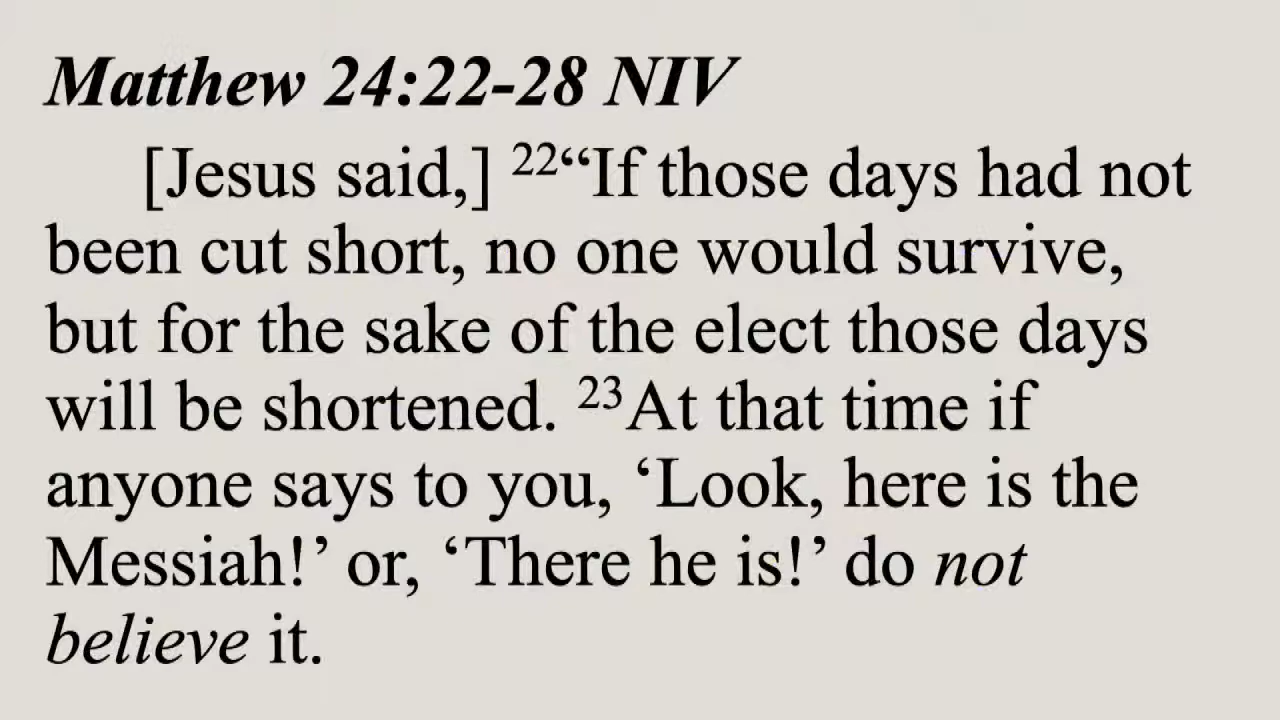 Matthew 24:22-28 NIV
[Jesus said,] ²²“If those days had not
been cut short, no one would survive,
but for the sake of the elect those days
will be shortened. ²³At that time if
anyone says to you, ‘Look, here is the
Messiah!’ or, ‘There he is!’ do not
believe it.